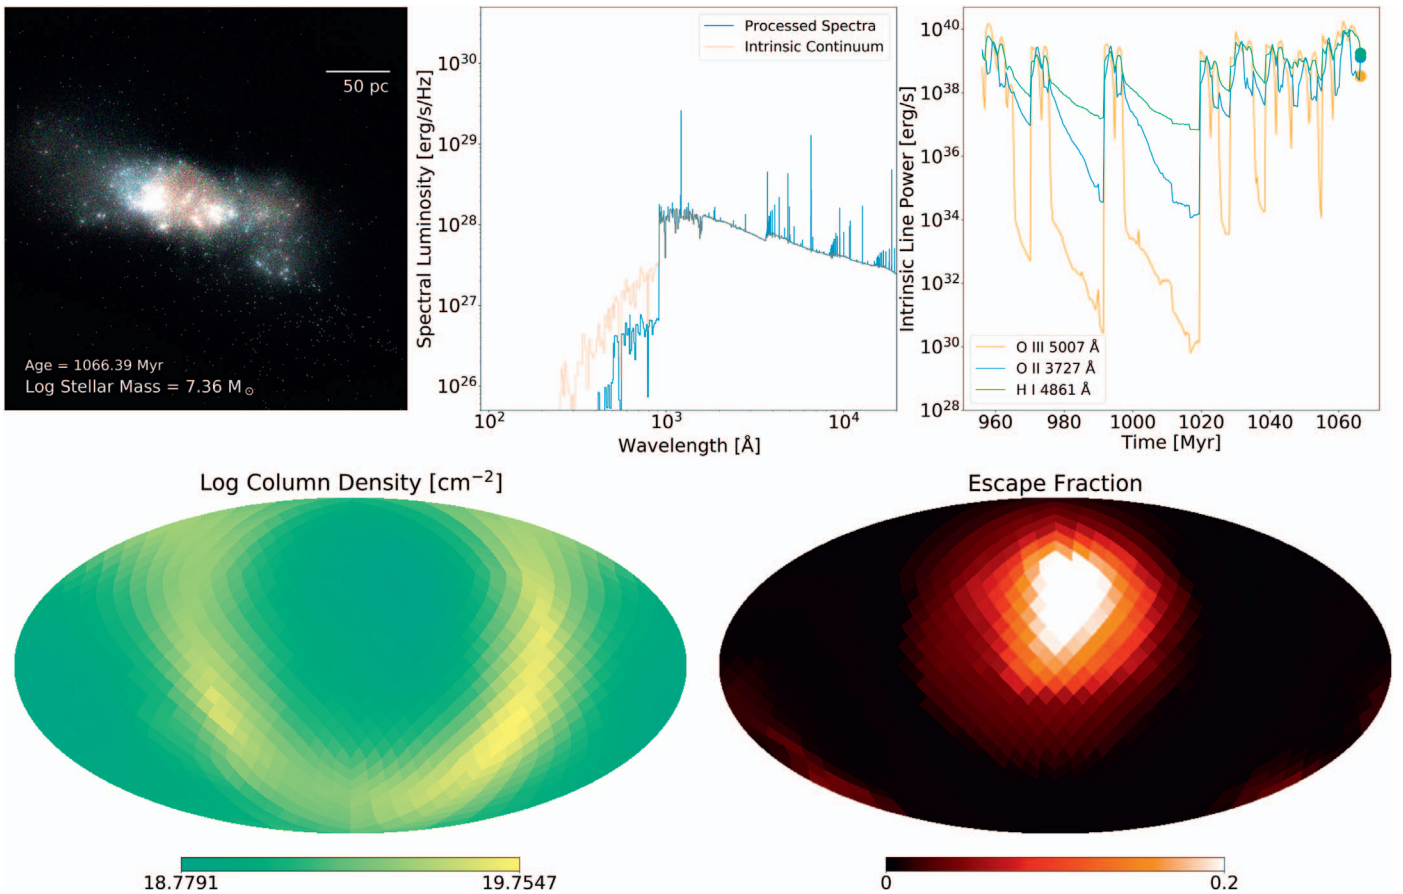 50 pc
Age = 1066.39 Myr
Log Stellar Mass = 7.36 M⊙
Spectral Luminosity [erg/s/Hz]
10³⁰
10²⁹
10²⁸
10²⁷
10²⁶
Processed Spectra
Intrinsic Continuum
10² 10³ 10⁴
Wavelength [Å]
Intrinsic Line Power [erg/s]
10⁴⁰
10³⁸
10³⁶
10³⁴
10³²
10³⁰
10²⁸
O III 5007 Å
O II 3727 Å
H I 4861 Å
960 980 1000 1020 1040 1060
Time [Myr]
Log Column Density [cm⁻²]
18.7791 19.7547
Escape Fraction
0 0.2